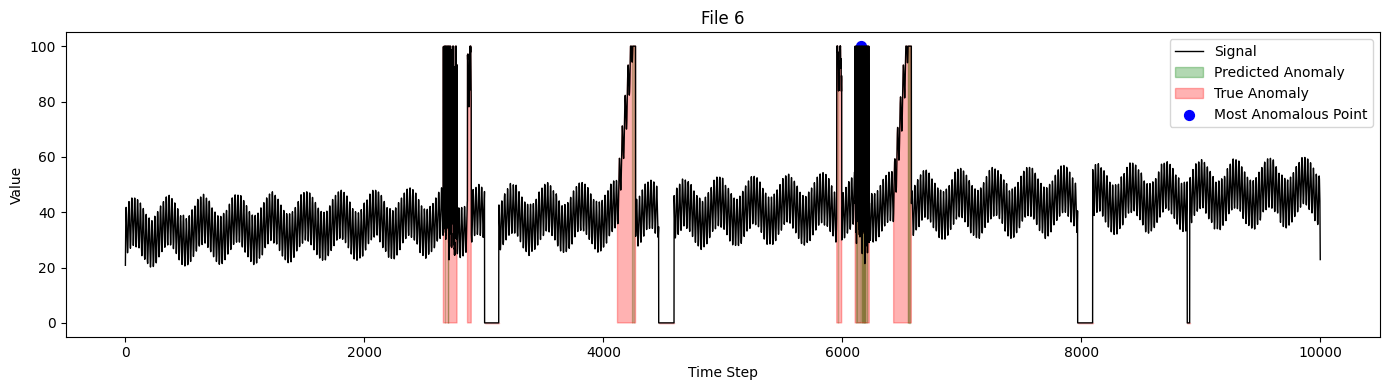 File 6
Value
100
80
60
40
20
0
0
2000
4000
6000
8000
10000
Time Step
Signal
Predicted Anomaly
True Anomaly
Most Anomalous Point